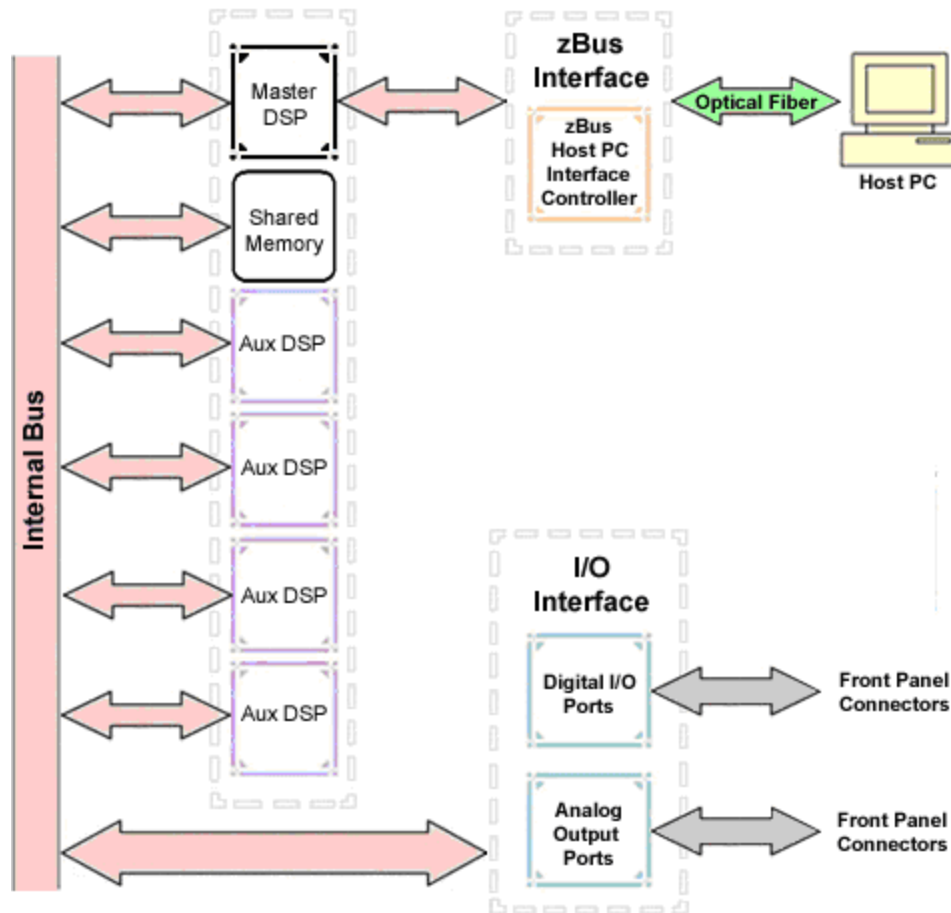 zBus
Interface
Master
DSP
zBus
Host PC
Interface
Controller
Optical Fiber
Host PC
Shared
Memory
Aux DSP
Aux DSP
Aux DSP
Aux DSP
Internal Bus
I/O
Interface
Digital I/O
Ports
Front Panel
Connectors
Analog
Output
Ports
Front Panel
Connectors